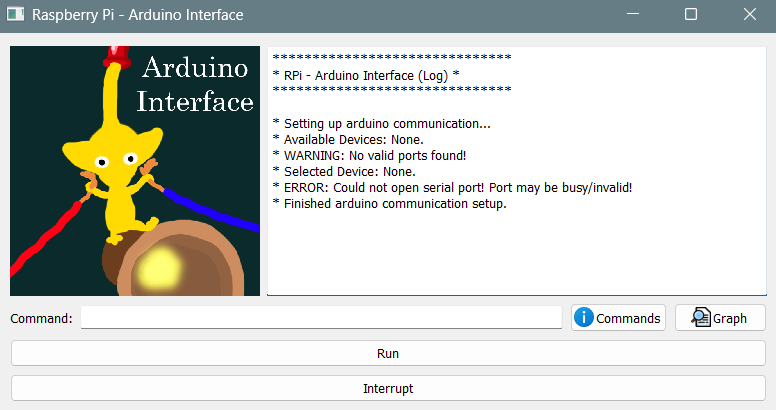 Raspberry Pi - Arduino Interface
Arduino
Interface
******************************
* RPi - Arduino Interface (Log) *
******************************
* Setting up arduino communication...
* Available Devices: None.
* WARNING: No valid ports found!
* Selected Device: None.
* ERROR: Could not open serial port! Port may be busy/invalid!
* Finished arduino communication setup.
Command:
Commands
Graph
Run
Interrupt